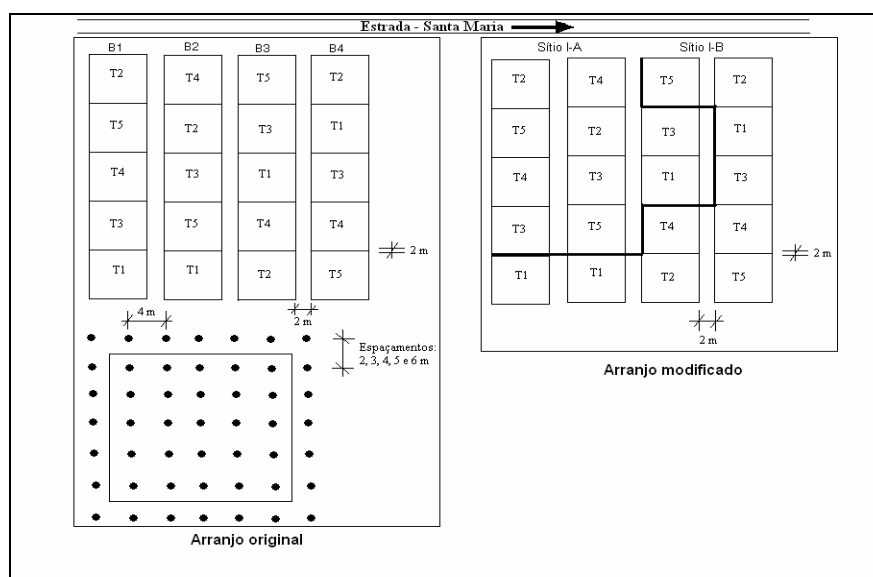 Estrada - Santa Maria
B1 B2 B3 B4
T2 T4 T5 T2
T5 T2 T3 T1
T4 T3 T1 T3
T3 T5 T4 T4
2 m
T1 T1 T2 T5
4 m
2 m
Espaçamentos:
2, 3, 4, 5 e 6 m
Arranjo original
Sítio I-A Sítio I-B
T2 T4 T5 T2
T5 T2 T3 T1
T4 T3 T1 T3
T3 T5 T4 T4
2 m
T1 T1 T2 T5
2 m
Arranjo modificado